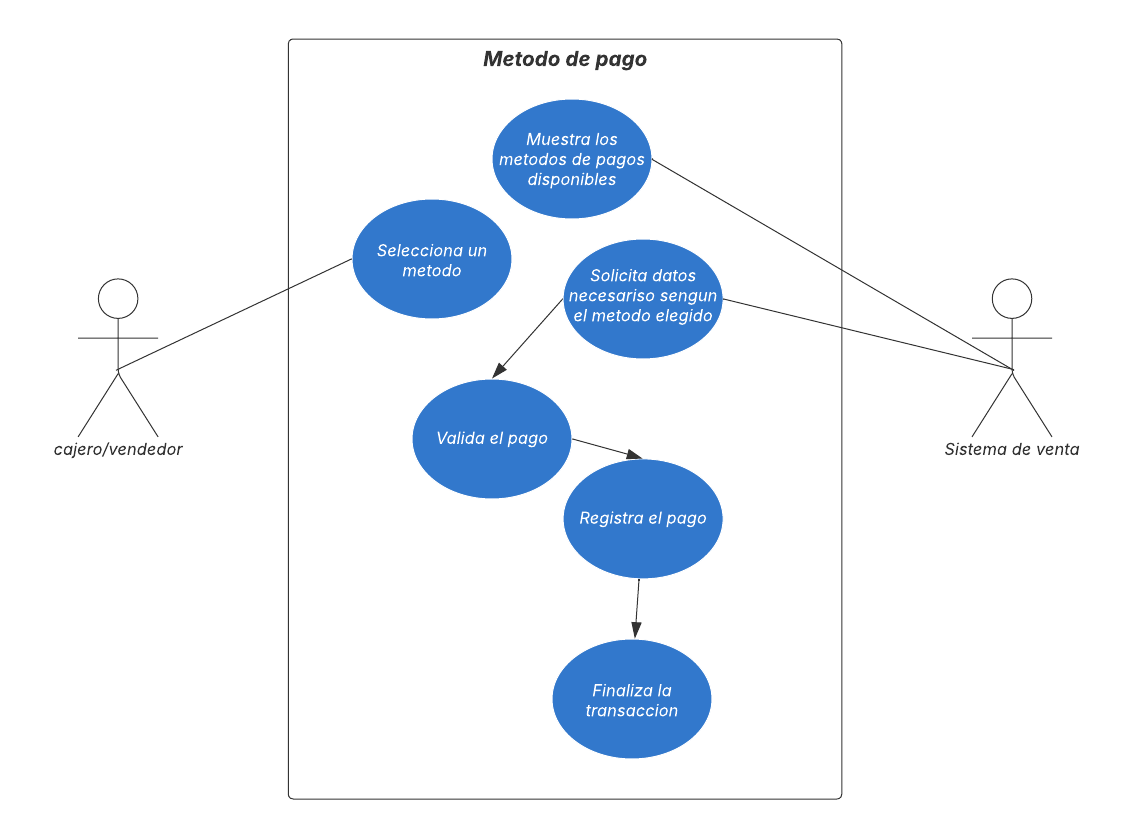 Metodo de pago
Muestra los
metodos de pagos
disponibles
Selecciona un
metodo
Solicita datos
necesariso sengun
el metodo elegido
Valida el pago
cajero/vendedor
Sistema de venta
Registra el pago
Finaliza la
transaccion